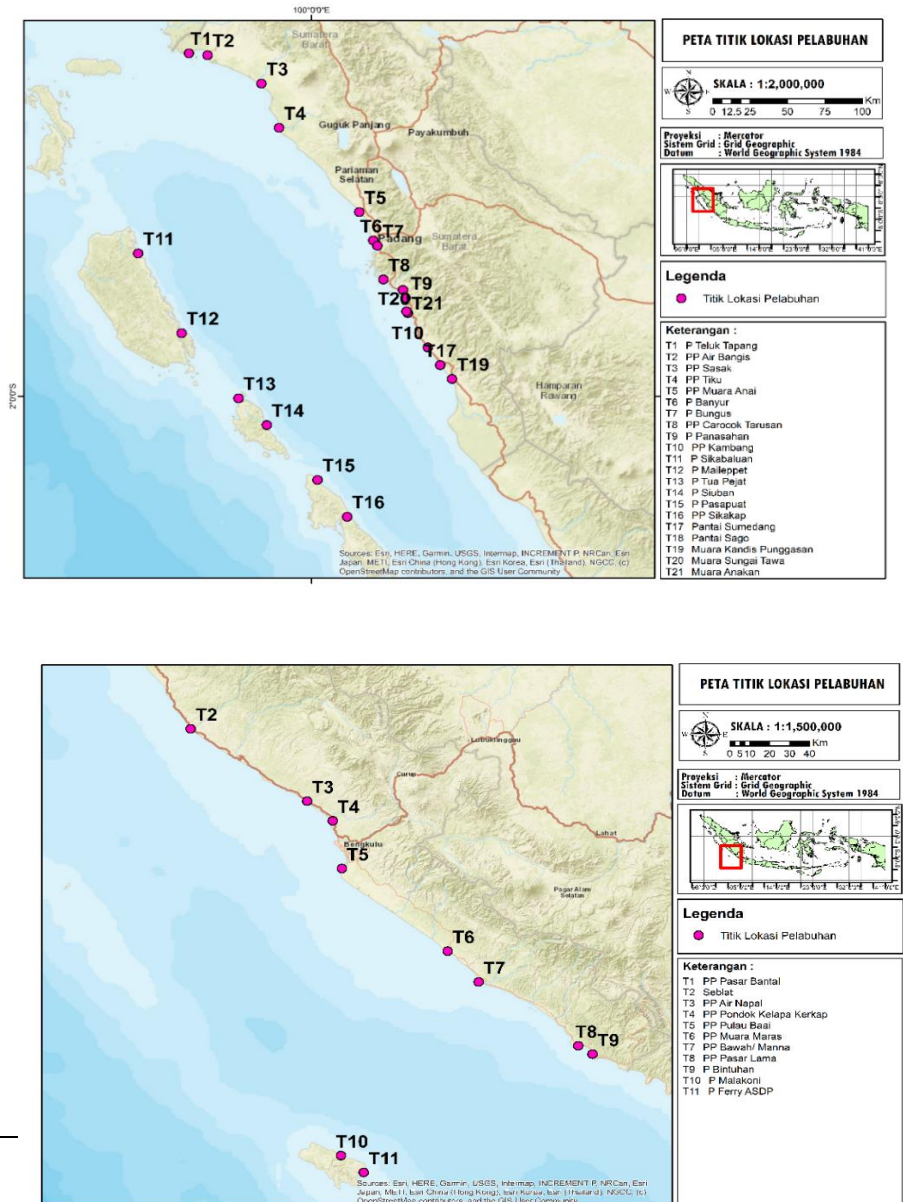 100°0'0"E
Sumatera
Barat
T1 T2
T3
T4
Guguk Panjang
Payakumbuh
Pariaman
Selatan
T5
T6 T7
Padang
Sumatera
Barat
T11
T8
T9
T20
T21
T12
T10
T17
T19
2°0'0"S
T13
Hamparan
Rawang
T14
T15
T16
Sources: Esri, HERE, Garmin, USGS, Intermap, INCREMENT P, NRCan, Esri
Japan, METI, Esri China (Hong Kong), Esri Korea, Esri (Thailand), NGCC, (c)
OpenStreetMap contributors, and the GIS User Community
PETA TITIK LOKASI PELABUHAN
N
W E
S
SKALA : 1:2,000,000
Km
0 12.5 25 50 75 100
Proyeksi : Mercator
Sistem Grid : Grid Geographic
Datum : World Geographic System 1984
Legenda
Titik Lokasi Pelabuhan
Keterangan :
T1 P Teluk Tapang
T2 PP Air Bangis
T3 PP Sasak
T4 PP Tiku
T5 PP Muara Anai
T6 P Banyur
T7 P Bungus
T8 PP Carocok Tarusan
T9 P Panasahan
T10 PP Kambang
T11 P Sikabaluan
T12 P Maileppet
T13 P Tua Pejat
T14 P Siuban
T15 P Pasapuat
T16 PP Sikakap
T17 Pantai Sumedang
T18 Pantai Sago
T19 Muara Kandis Punggasan
T20 Muara Sungai Tawa
T21 Muara Anakan
T2
Lubuklinggau
Curup
T3
T4
Bengkulu
Lahat
T5
Pagar Alam
Selatan
T6
T7
T8
T9
T10
T11
Sources: Esri, HERE, Garmin, USGS, Intermap, INCREMENT P, NRCan, Esri
Japan, METI, Esri China (Hong Kong), Esri Korea, Esri (Thailand), NGCC, (c)
OpenStreetMap contributors, and the GIS User Community
PETA TITIK LOKASI PELABUHAN
N
W E
S
SKALA : 1:1,500,000
Km
0 5 10 20 30 40
Proyeksi : Mercator
Sistem Grid : Grid Geographic
Datum : World Geographic System 1984
Legenda
Titik Lokasi Pelabuhan
Keterangan :
T1 PP Pasar Bantal
T2 Seblat
T3 PP Air Napal
T4 PP Pondok Kelapa Kerkap
T5 PP Pulau Baai
T6 PP Muara Maras
T7 PP Bawah/ Manna
T8 PP Pasar Lama
T9 P Bintuhan
T10 P Malakoni
T11 P Ferry ASDP